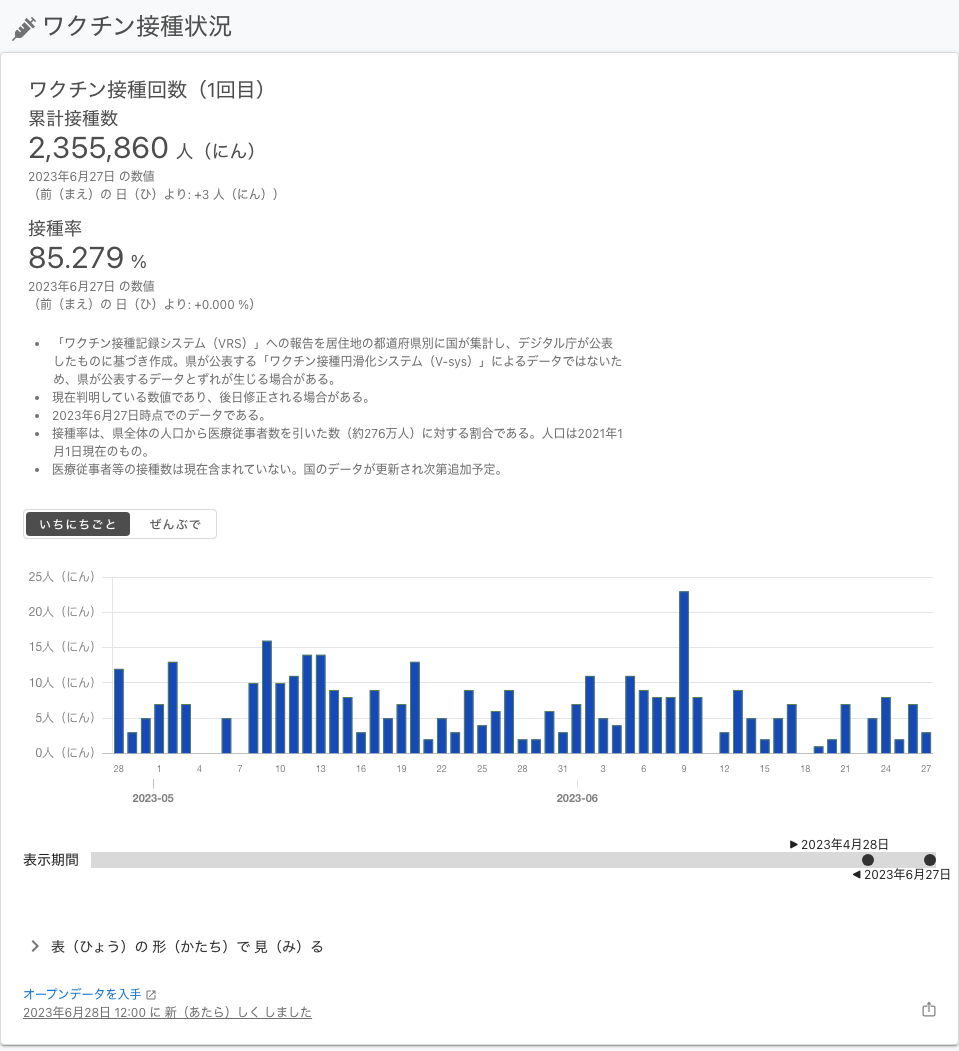 ワクチン接種状況
ワクチン接種回数（1回目）
累計接種数
2,355,860 人（にん）
2023年6月27日 の数値
（前（まえ）の 日（ひ）より: +3 人（にん））
接種率
85.279 %
2023年6月27日 の数値
（前（まえ）の 日（ひ）より: +0.000 %）
• 「ワクチン接種記録システム（VRS）」への報告を居住地の都道府県別に国が集計し、デジタル庁が公表
したものに基づき作成。県が公表する「ワクチン接種円滑化システム（V-sys）」によるデータではないた
め、県が公表するデータとずれが生じる場合がある。
• 現在判明している数値であり、後日修正される場合がある。
• 2023年6月27日時点でのデータである。
• 接種率は、県全体の人口から医療従事者数を引いた数（約276万人）に対する割合である。人口は2021年1
月1日現在のもの。
• 医療従事者等の接種数は現在含まれていない。国のデータが更新され次第追加予定。
いちにちごと ぜんぶで
25人（にん）
20人（にん）
15人（にん）
10人（にん）
5人（にん）
0人（にん）
28 1 4 7 10 13 16 19 22 25 28 31 3 6 9 12 15 18 21 24 27
2023-05 2023-06
▶ 2023年4月28日
表示期間
◀ 2023年6月27日
表（ひょう）の 形（かたち）で 見（み）る
オープンデータを入手
2023年6月28日 12:00 に 新（あたら）しく しました